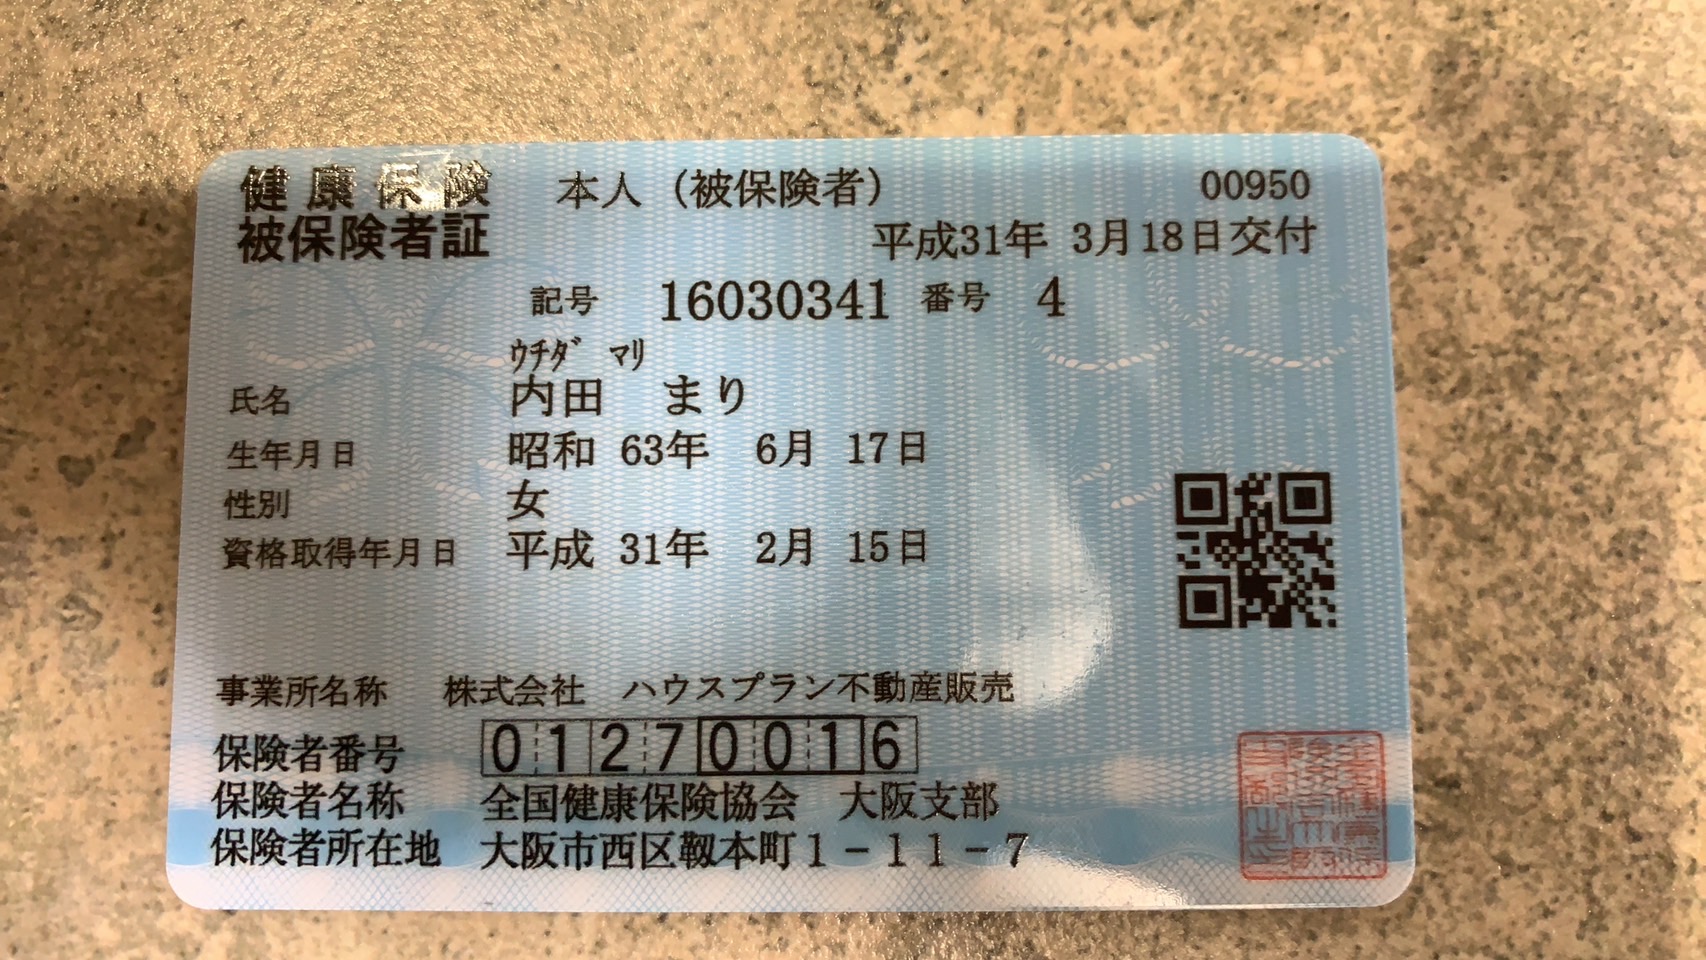 健康保険 本人(被保険者) 00950
被保険者証 平成31年 3月18日交付
記号 16030341 番号 4
ウチダ マリ
氏名 内田 まり
生年月日 昭和 63年 6月 17日
性別 女
資格取得年月日 平成 31年 2月 15日
事業所名称 株式会社 ハウスプラン不動産販売
保険者番号 01270016
保険者名称 全国健康保険協会 大阪支部
保険者所在地 大阪市西区靱本町1-11-7